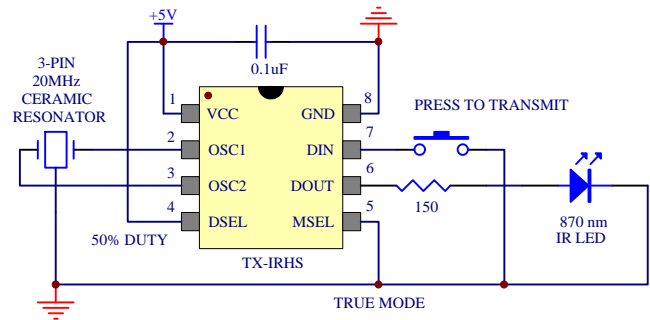 +5V
0.1uF
3-PIN
20MHz
CERAMIC
RESONATOR
1
2
3
4
VCC
OSC1
OSC2
DSEL
GND
DIN
DOUT
MSEL
8
7
6
5
PRESS TO TRANSMIT
150
870 nm
IR LED
50% DUTY
TX-IRHS
TRUE MODE